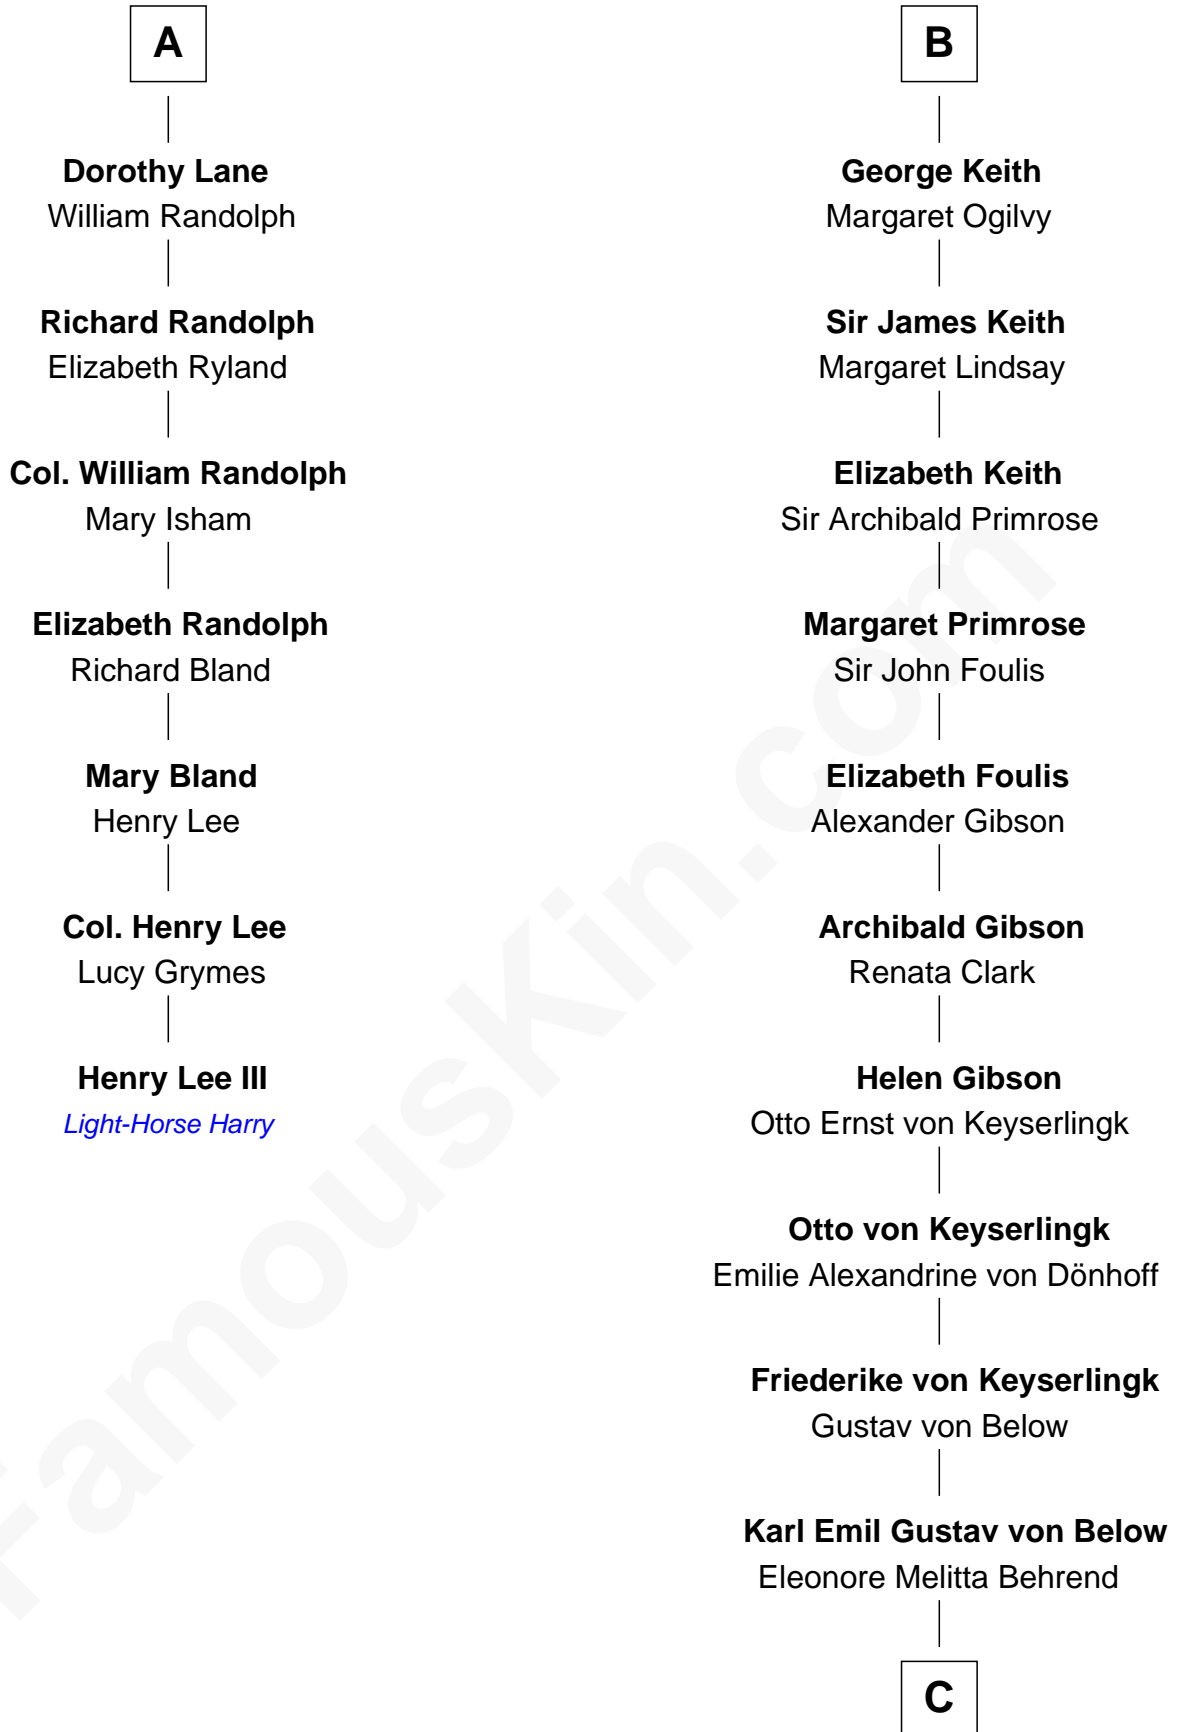 A
Dorothy Lane
William Randolph
Richard Randolph
Elizabeth Ryland
Col. William Randolph
Mary Isham
Elizabeth Randolph
Richard Bland
Mary Bland
Henry Lee
Col. Henry Lee
Lucy Grymes
Henry Lee III
Light-Horse Harry
B
George Keith
Margaret Ogilvy
Sir James Keith
Margaret Lindsay
Elizabeth Keith
Sir Archibald Primrose
Margaret Primrose
Sir John Foulis
Elizabeth Foulis
Alexander Gibson
Archibald Gibson
Renata Clark
Helen Gibson
Otto Ernst von Keyserlingk
Otto von Keyserlingk
Emilie Alexandrine von Dönhoff
Friederike von Keyserlingk
Gustav von Below
Karl Emil Gustav von Below
Eleonore Melitta Behrend
C
FamousKin.com